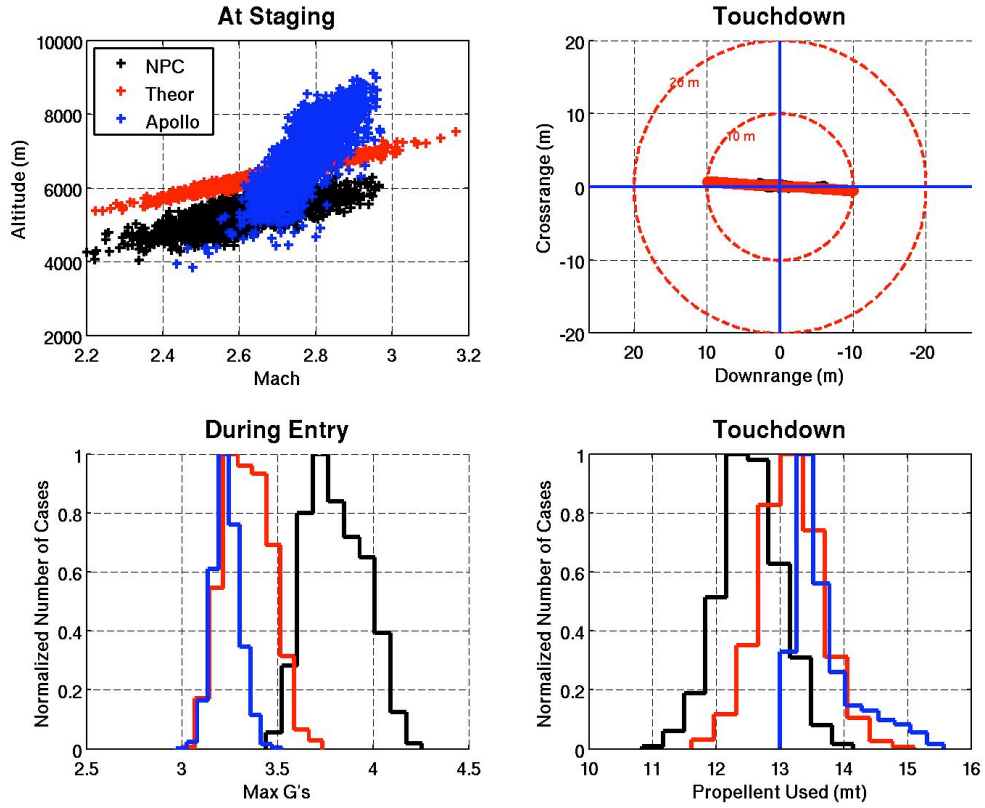 At Staging
10000
8000
6000
4000
2000
Altitude (m)
NPC
Theor
Apollo
2.2
2.4
2.6
2.8
3
3.2
Mach
Touchdown
20
10
0
-10
-20
Crossrange (m)
20 m
10 m
20
10
0
-10
-20
Downrange (m)
During Entry
1
0.8
0.6
0.4
0.2
0
Normalized Number of Cases
2.5
3
3.5
4
4.5
Max G's
Touchdown
1
0.8
0.6
0.4
0.2
0
Normalized Number of Cases
10
11
12
13
14
15
16
Propellent Used (mt)